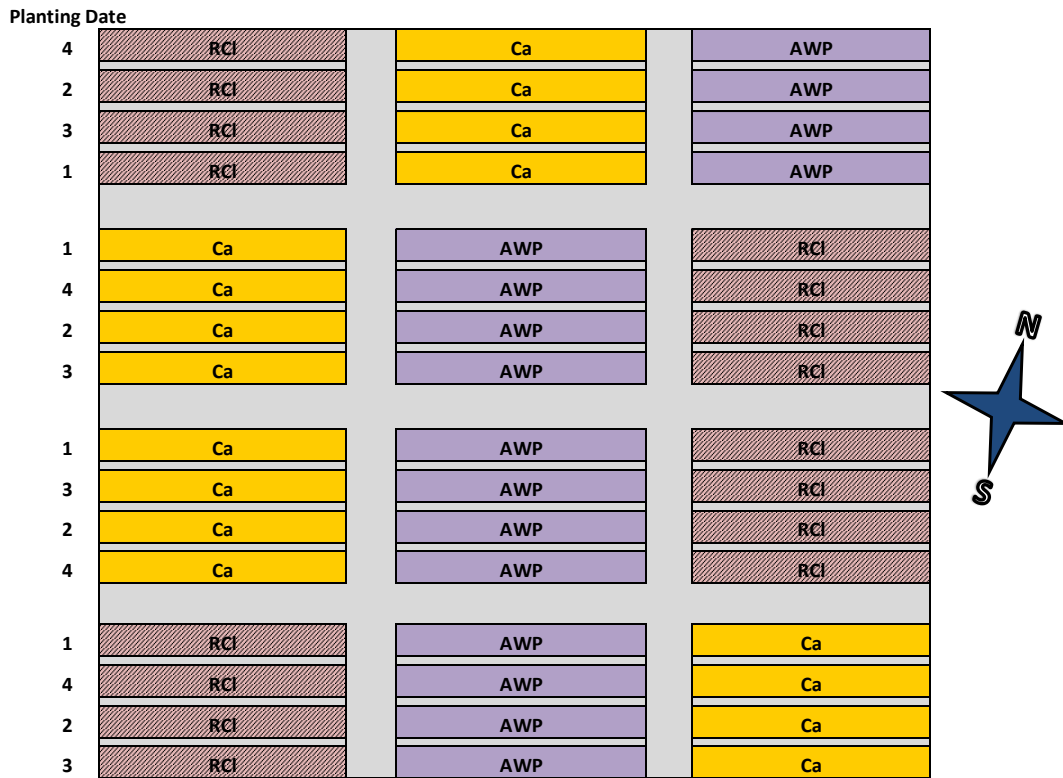 Planting Date
4 RCl Ca AWP
2 RCl Ca AWP
3 RCl Ca AWP
1 RCl Ca AWP
1 Ca AWP RCl
4 Ca AWP RCl
2 Ca AWP RCl
3 Ca AWP RCl
N
1 Ca AWP RCl
3 Ca AWP RCl
S
2 Ca AWP RCl
4 Ca AWP RCl
1 RCl AWP Ca
4 RCl AWP Ca
2 RCl AWP Ca
3 RCl AWP Ca